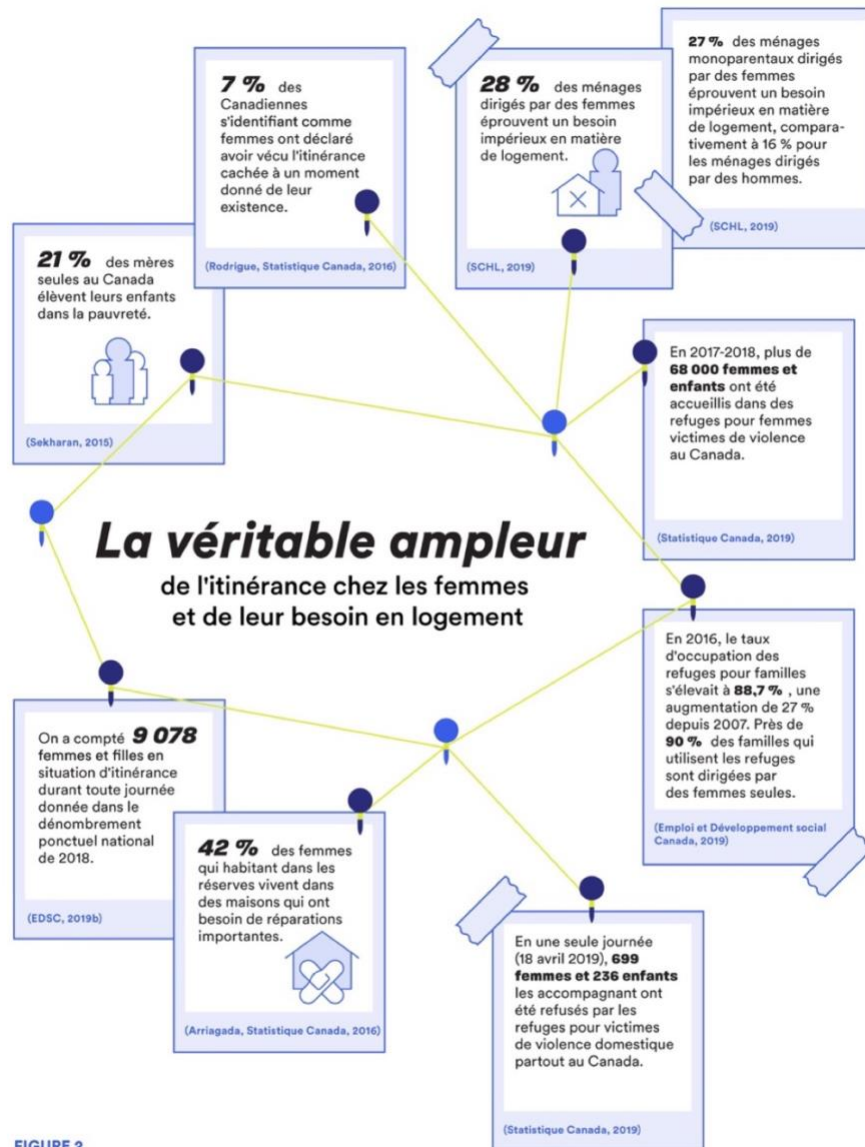 7 % des
Canadiennes
s'identifiant comme
femmes ont déclaré
avoir vécu l'itinérance
cachée à un moment
donné de leur
existence.
(Rodrigue, Statistique Canada, 2016)
28 % des ménages
dirigés par des femmes
éprouvent un besoin
impérieux en matière
de logement.
(SCHL, 2019)
27 % des ménages
monoparentaux dirigés
par des femmes
éprouvent un besoin
impérieux en matière
de logement, compara-
tivement à 16 % pour
les ménages dirigés
par des hommes.
(SCHL, 2019)
21 % des mères
seules au Canada
élèvent leurs enfants
dans la pauvreté.
(Sekharan, 2015)
En 2017-2018, plus de
68 000 femmes et
enfants ont été
accueillis dans des
refuges pour femmes
victimes de violence
au Canada.
(Statistique Canada, 2019)
La véritable ampleur
de l'itinérance chez les femmes
et de leur besoin en logement
En 2016, le taux
d'occupation des
refuges pour familles
s'élevait à 88,7 % , une
augmentation de 27 %
depuis 2007. Près de
90 % des familles qui
utilisent les refuges
sont dirigées par
des femmes seules.
(Emploi et Développement social
Canada, 2019)
On a compté 9 078
femmes et filles en
situation d'itinérance
durant toute journée
donnée dans le
dénombrement
ponctuel national
de 2018.
(EDSC, 2019b)
42 % des femmes
qui habitant dans les
réserves vivent dans
des maisons qui ont
besoin de réparations
importantes.
(Arriagada, Statistique Canada, 2016)
En une seule journée
(18 avril 2019), 699
femmes et 236 enfants
les accompagnant ont
été refusés par les
refuges pour victimes
de violence domestique
partout au Canada.
(Statistique Canada, 2019)
FIGURE 2